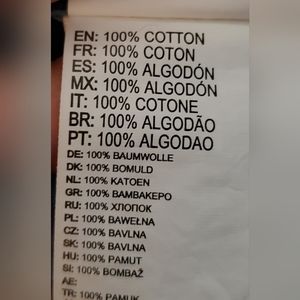 EN: 100% COTTON
FR: 100% COTON
ES: 100% ALGODÓN
MX: 100% ALGODÓN
IT: 100% COTONE
BR: 100% ALGODÃO
PT: 100% ALGODAO
DE: 100% BAUMWOLLE
DK: 100% BOMULD
NL: 100% KATOEN
GR: 100% BAMBAKEPO
RU: 100% ХЛОПОК
PL: 100% BAWEŁNA
CZ: 100% BAVLNA
SK: 100% BAVLNA
HU: 100% PAMUT
SI: 100% BOMBAŽ
AE:
TR: 100% PAMUK